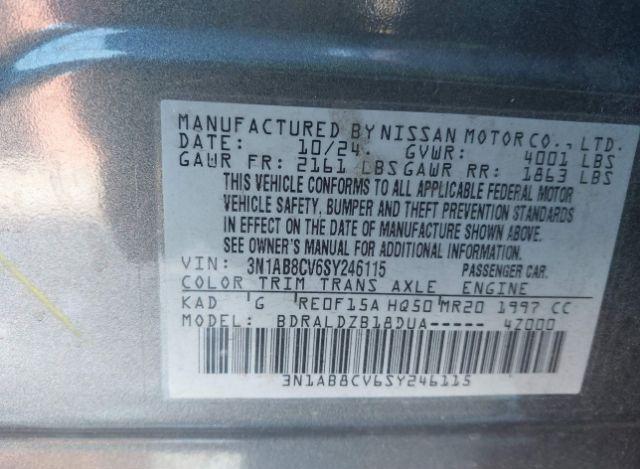 MANUFACTURED BY NISSAN MOTOR CO., LTD.
DATE: 10/24. GVWR: 4001 LBS
GAWR FR: 2161 LBS GAWR RR: 1863 LBS
THIS VEHICLE CONFORMS TO ALL APPLICABLE FEDERAL MOTOR
VEHICLE SAFETY, BUMPER AND THEFT PREVENTION STANDARDS
IN EFFECT ON THE DATE OF MANUFACTURE SHOWN ABOVE.
SEE OWNER'S MANUAL FOR ADDITIONAL INFORMATION.
VIN: 3N1AB8CV6SY246115 PASSENGER CAR.
COLOR TRIM TRANS AXLE ENGINE
KAD G RE0F15A HQ50 MR20 1997 CC
MODEL: BDRALDZB18DUA----- 4Z000
3N1AB8CV6SY246115